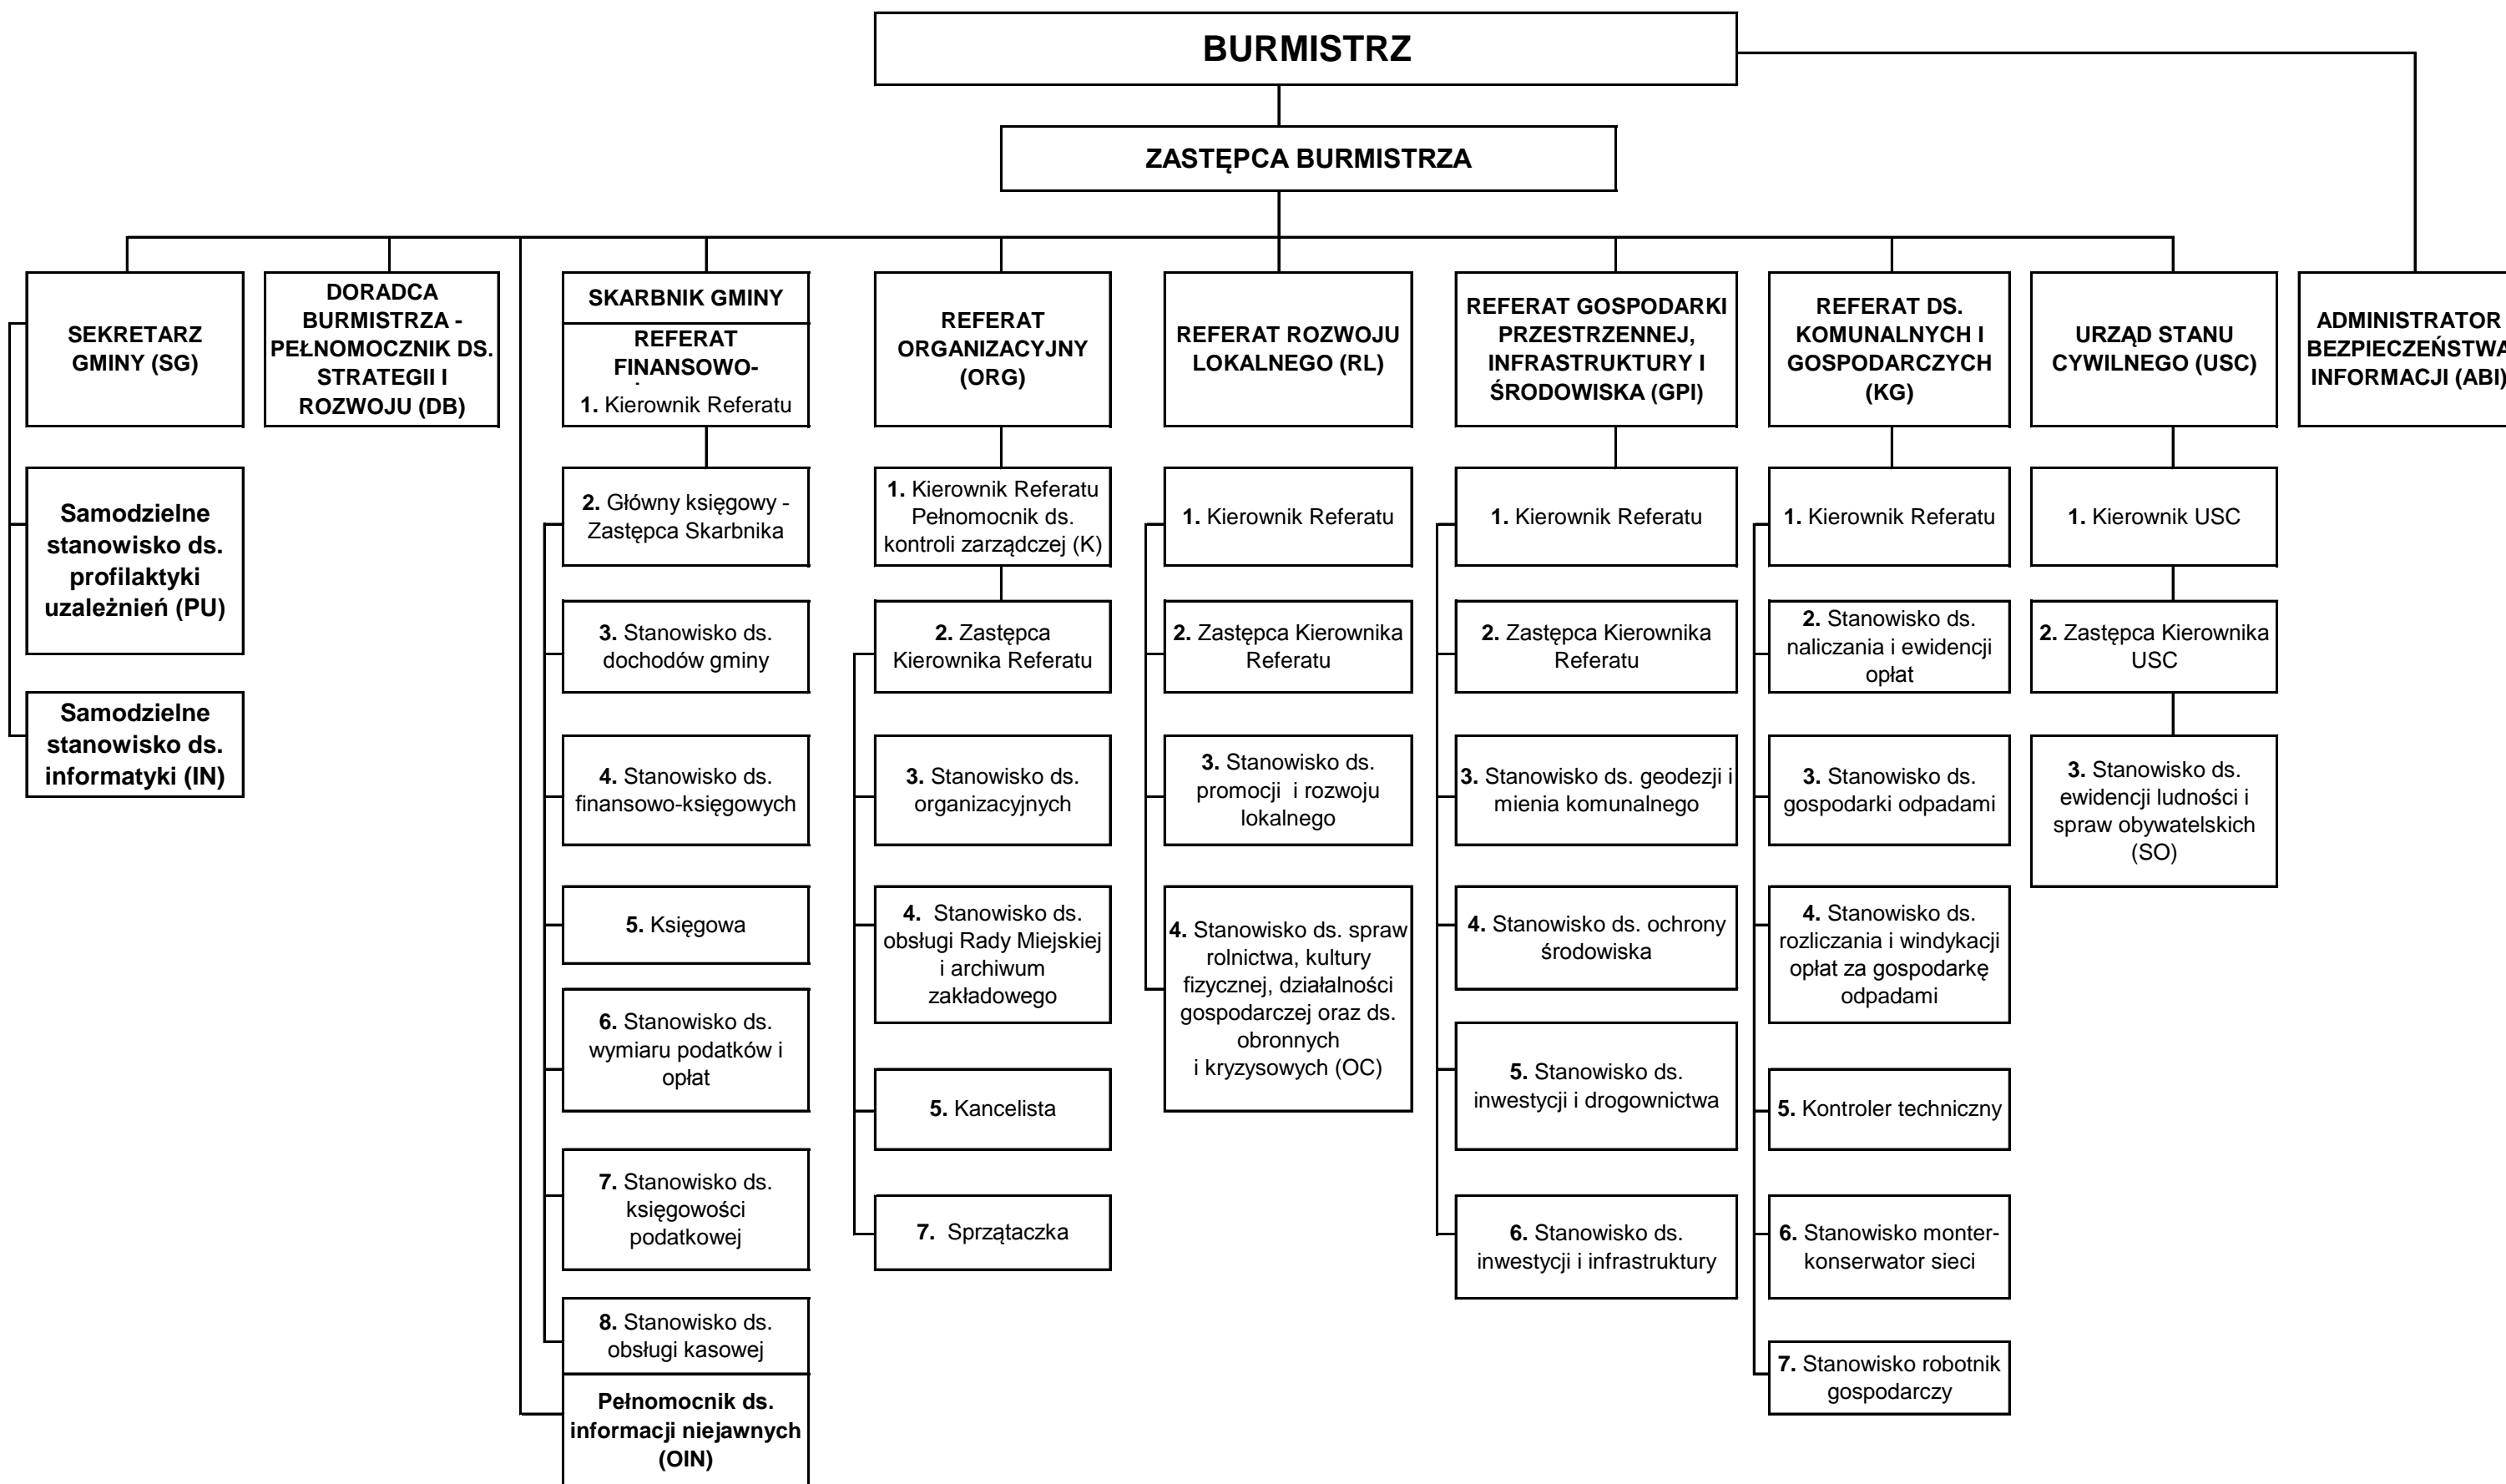 BURMISTRZ
ZASTĘPCA BURMISTRZA
SEKRETARZ
GMINY (SG)
DORADCA
BURMISTRZA -
PEŁNOMOCNIK DS.
STRATEGII I
ROZWOJU (DB)
SKARBNIK GMINY
REFERAT
FINANSOWO-
1. Kierownik Referatu
REFERAT
ORGANIZACYJNY
(ORG)
REFERAT ROZWOJU
LOKALNEGO (RL)
REFERAT GOSPODARKI
PRZESTRZENNEJ,
INFRASTRUKTURY I
ŚRODOWISKA (GPI)
REFERAT DS.
KOMUNALNYCH I
GOSPODARCZYCH
(KG)
URZĄD STANU
CYWILNEGO (USC)
ADMINISTRATOR
BEZPIECZEŃSTWA
INFORMACJI (ABI)
Samodzielne
stanowisko ds.
profilaktyki
uzależnień (PU)
Samodzielne
stanowisko ds.
informatyki (IN)
2. Główny księgowy -
Zastępca Skarbnika
3. Stanowisko ds.
dochodów gminy
4. Stanowisko ds.
finansowo-księgowych
5. Księgowa
6. Stanowisko ds.
wymiaru podatków i
opłat
7. Stanowisko ds.
księgowości
podatkowej
8. Stanowisko ds.
obsługi kasowej
Pełnomocnik ds.
informacji niejawnych
(OIN)
1. Kierownik Referatu
Pełnomocnik ds.
kontroli zarządczej (K)
2. Zastępca
Kierownika Referatu
3. Stanowisko ds.
organizacyjnych
4. Stanowisko ds.
obsługi Rady Miejskiej
i archiwum
zakładowego
5. Kancelista
7. Sprzątaczka
1. Kierownik Referatu
2. Zastępca Kierownika
Referatu
3. Stanowisko ds.
promocji i rozwoju
lokalnego
4. Stanowisko ds. spraw
rolnictwa, kultury
fizycznej, działalności
gospodarczej oraz ds.
obronnych
i kryzysowych (OC)
1. Kierownik Referatu
2. Zastępca Kierownika
Referatu
3. Stanowisko ds. geodezji i
mienia komunalnego
4. Stanowisko ds. ochrony
środowiska
5. Stanowisko ds.
inwestycji i drogownictwa
6. Stanowisko ds.
inwestycji i infrastruktury
1. Kierownik Referatu
2. Stanowisko ds.
naliczania i ewidencji
opłat
3. Stanowisko ds.
gospodarki odpadami
4. Stanowisko ds.
rozliczania i windykacji
opłat za gospodarkę
odpadami
5. Kontroler techniczny
6. Stanowisko monter-
konserwator sieci
7. Stanowisko robotnik
gospodarczy
1. Kierownik USC
2. Zastępca Kierownika
USC
3. Stanowisko ds.
ewidencji ludności i
spraw obywatelskich
(SO)